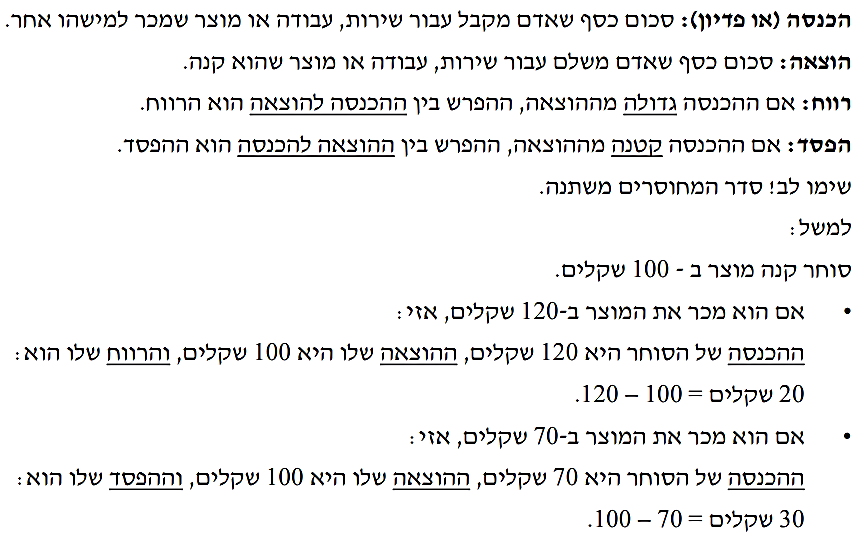 הכנסה (או פדיון): סכום כסף שאדם מקבל עבור שירות, עבודה או מוצר שמכר למישהו אחר.
הוצאה: סכום כסף שאדם משלם עבור שירות, עבודה או מוצר שהוא קנה.
רווח: אם ההכנסה גדולה מההוצאה, ההפרש בין ההכנסה להוצאה הוא הרווח.
הפסד: אם ההכנסה קטנה מההוצאה, ההפרש בין ההוצאה להכנסה הוא ההפסד.
שימו לב! סדר המחוסרים משתנה.
למשל:
סוחר קנה מוצר ב - 100 שקלים.
• אם הוא מכר את המוצר ב-120 שקלים, אזי:
ההכנסה של הסוחר היא 120 שקלים, ההוצאה שלו היא 100 שקלים, והרווח שלו הוא:
20 שקלים = 100 – 120.
• אם הוא מכר את המוצר ב-70 שקלים, אזי:
ההכנסה של הסוחר היא 70 שקלים, ההוצאה שלו היא 100 שקלים, וההפסד שלו הוא:
30 שקלים = 70 – 100.